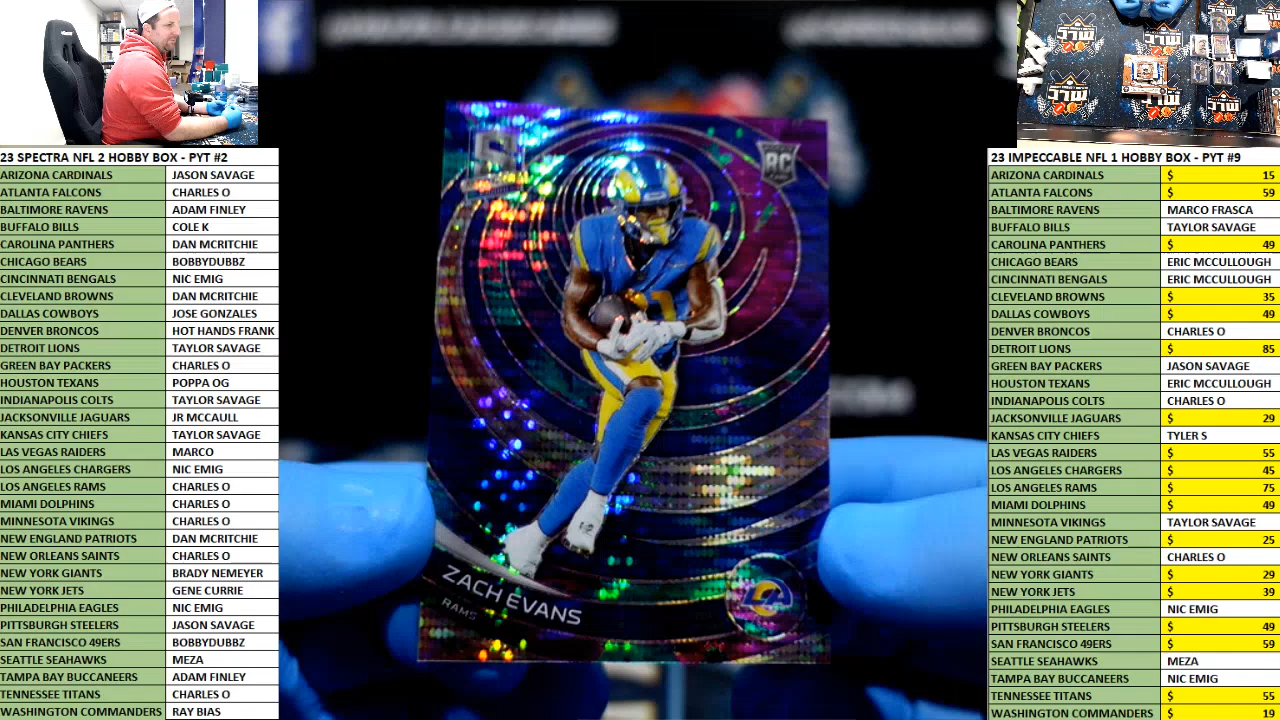 23 SPECTRA NFL 2 HOBBY BOX - PYT #2
ARIZONA CARDINALS JASON SAVAGE
ATLANTA FALCONS CHARLES O
BALTIMORE RAVENS ADAM FINLEY
BUFFALO BILLS COLE K
CAROLINA PANTHERS DAN MCRITCHIE
CHICAGO BEARS BOBBYDUBBZ
CINCINNATI BENGALS NIC EMIG
CLEVELAND BROWNS DAN MCRITCHIE
DALLAS COWBOYS JOSE GONZALES
DENVER BRONCOS HOT HANDS FRANK
DETROIT LIONS TAYLOR SAVAGE
GREEN BAY PACKERS CHARLES O
HOUSTON TEXANS POPPA OG
INDIANAPOLIS COLTS TAYLOR SAVAGE
JACKSONVILLE JAGUARS JR MCCAULL
KANSAS CITY CHIEFS TAYLOR SAVAGE
LAS VEGAS RAIDERS MARCO
LOS ANGELES CHARGERS NIC EMIG
LOS ANGELES RAMS CHARLES O
MIAMI DOLPHINS CHARLES O
MINNESOTA VIKINGS CHARLES O
NEW ENGLAND PATRIOTS DAN MCRITCHIE
NEW ORLEANS SAINTS CHARLES O
NEW YORK GIANTS BRADY NEMEYER
NEW YORK JETS GENE CURRIE
PHILADELPHIA EAGLES NIC EMIG
PITTSBURGH STEELERS JASON SAVAGE
SAN FRANCISCO 49ERS BOBBYDUBBZ
SEATTLE SEAHAWKS MEZA
TAMPA BAY BUCCANEERS ADAM FINLEY
TENNESSEE TITANS CHARLES O
WASHINGTON COMMANDERS RAY BIAS
RC
ZACH EVANS
RAMS
23 IMPECCABLE NFL 1 HOBBY BOX - PYT #9
ARIZONA CARDINALS $ 15
ATLANTA FALCONS $ 59
BALTIMORE RAVENS MARCO FRASCA
BUFFALO BILLS TAYLOR SAVAGE
CAROLINA PANTHERS $ 49
CHICAGO BEARS ERIC MCCULLOUGH
CINCINNATI BENGALS ERIC MCCULLOUGH
CLEVELAND BROWNS $ 35
DALLAS COWBOYS $ 49
DENVER BRONCOS CHARLES O
DETROIT LIONS $ 85
GREEN BAY PACKERS JASON SAVAGE
HOUSTON TEXANS ERIC MCCULLOUGH
INDIANAPOLIS COLTS CHARLES O
JACKSONVILLE JAGUARS $ 29
KANSAS CITY CHIEFS TYLER S
LAS VEGAS RAIDERS $ 55
LOS ANGELES CHARGERS $ 45
LOS ANGELES RAMS $ 75
MIAMI DOLPHINS $ 49
MINNESOTA VIKINGS TAYLOR SAVAGE
NEW ENGLAND PATRIOTS $ 25
NEW ORLEANS SAINTS CHARLES O
NEW YORK GIANTS $ 29
NEW YORK JETS $ 39
PHILADELPHIA EAGLES NIC EMIG
PITTSBURGH STEELERS $ 49
SAN FRANCISCO 49ERS $ 59
SEATTLE SEAHAWKS MEZA
TAMPA BAY BUCCANEERS NIC EMIG
TENNESSEE TITANS $ 55
WASHINGTON COMMANDERS $ 19